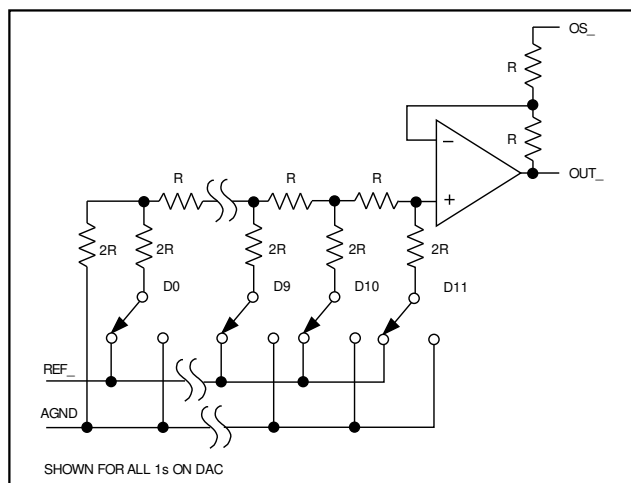 OS_
R
R
OUT_
−
+
R
R
R
2R
2R
2R
2R
2R
D0
D9
D10
D11
REF_
AGND
SHOWN FOR ALL 1s ON DAC